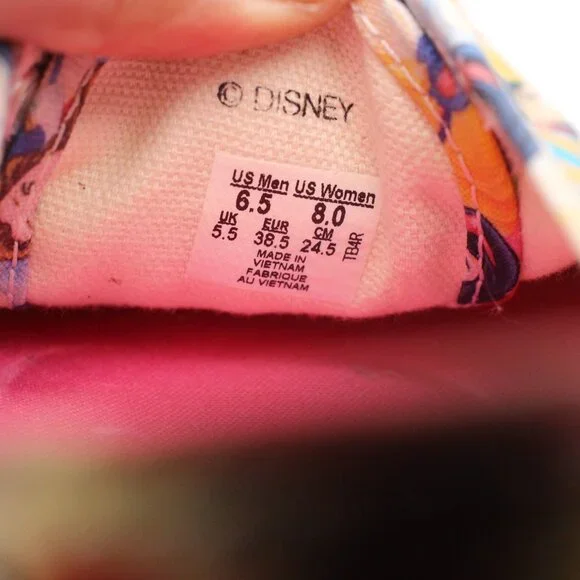 © DISNEY
US Men US Women
6.5 8.0
UK EUR CM
5.5 38.5 24.5
TB4R
MADE IN
VIETNAM
FABRIQUE
AU VIETNAM